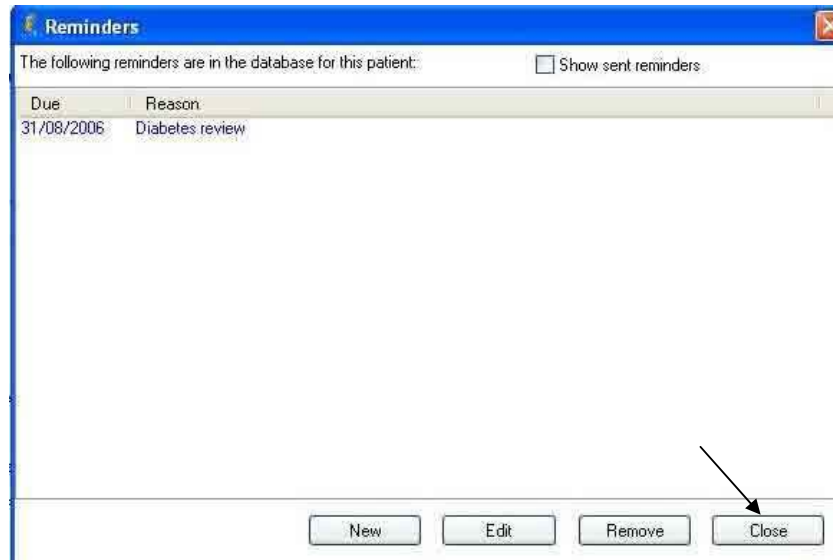 Reminders
The following reminders are in the database for this patient: Show sent reminders
Due Reason
31/08/2006 Diabetes review
New Edit Remove Close